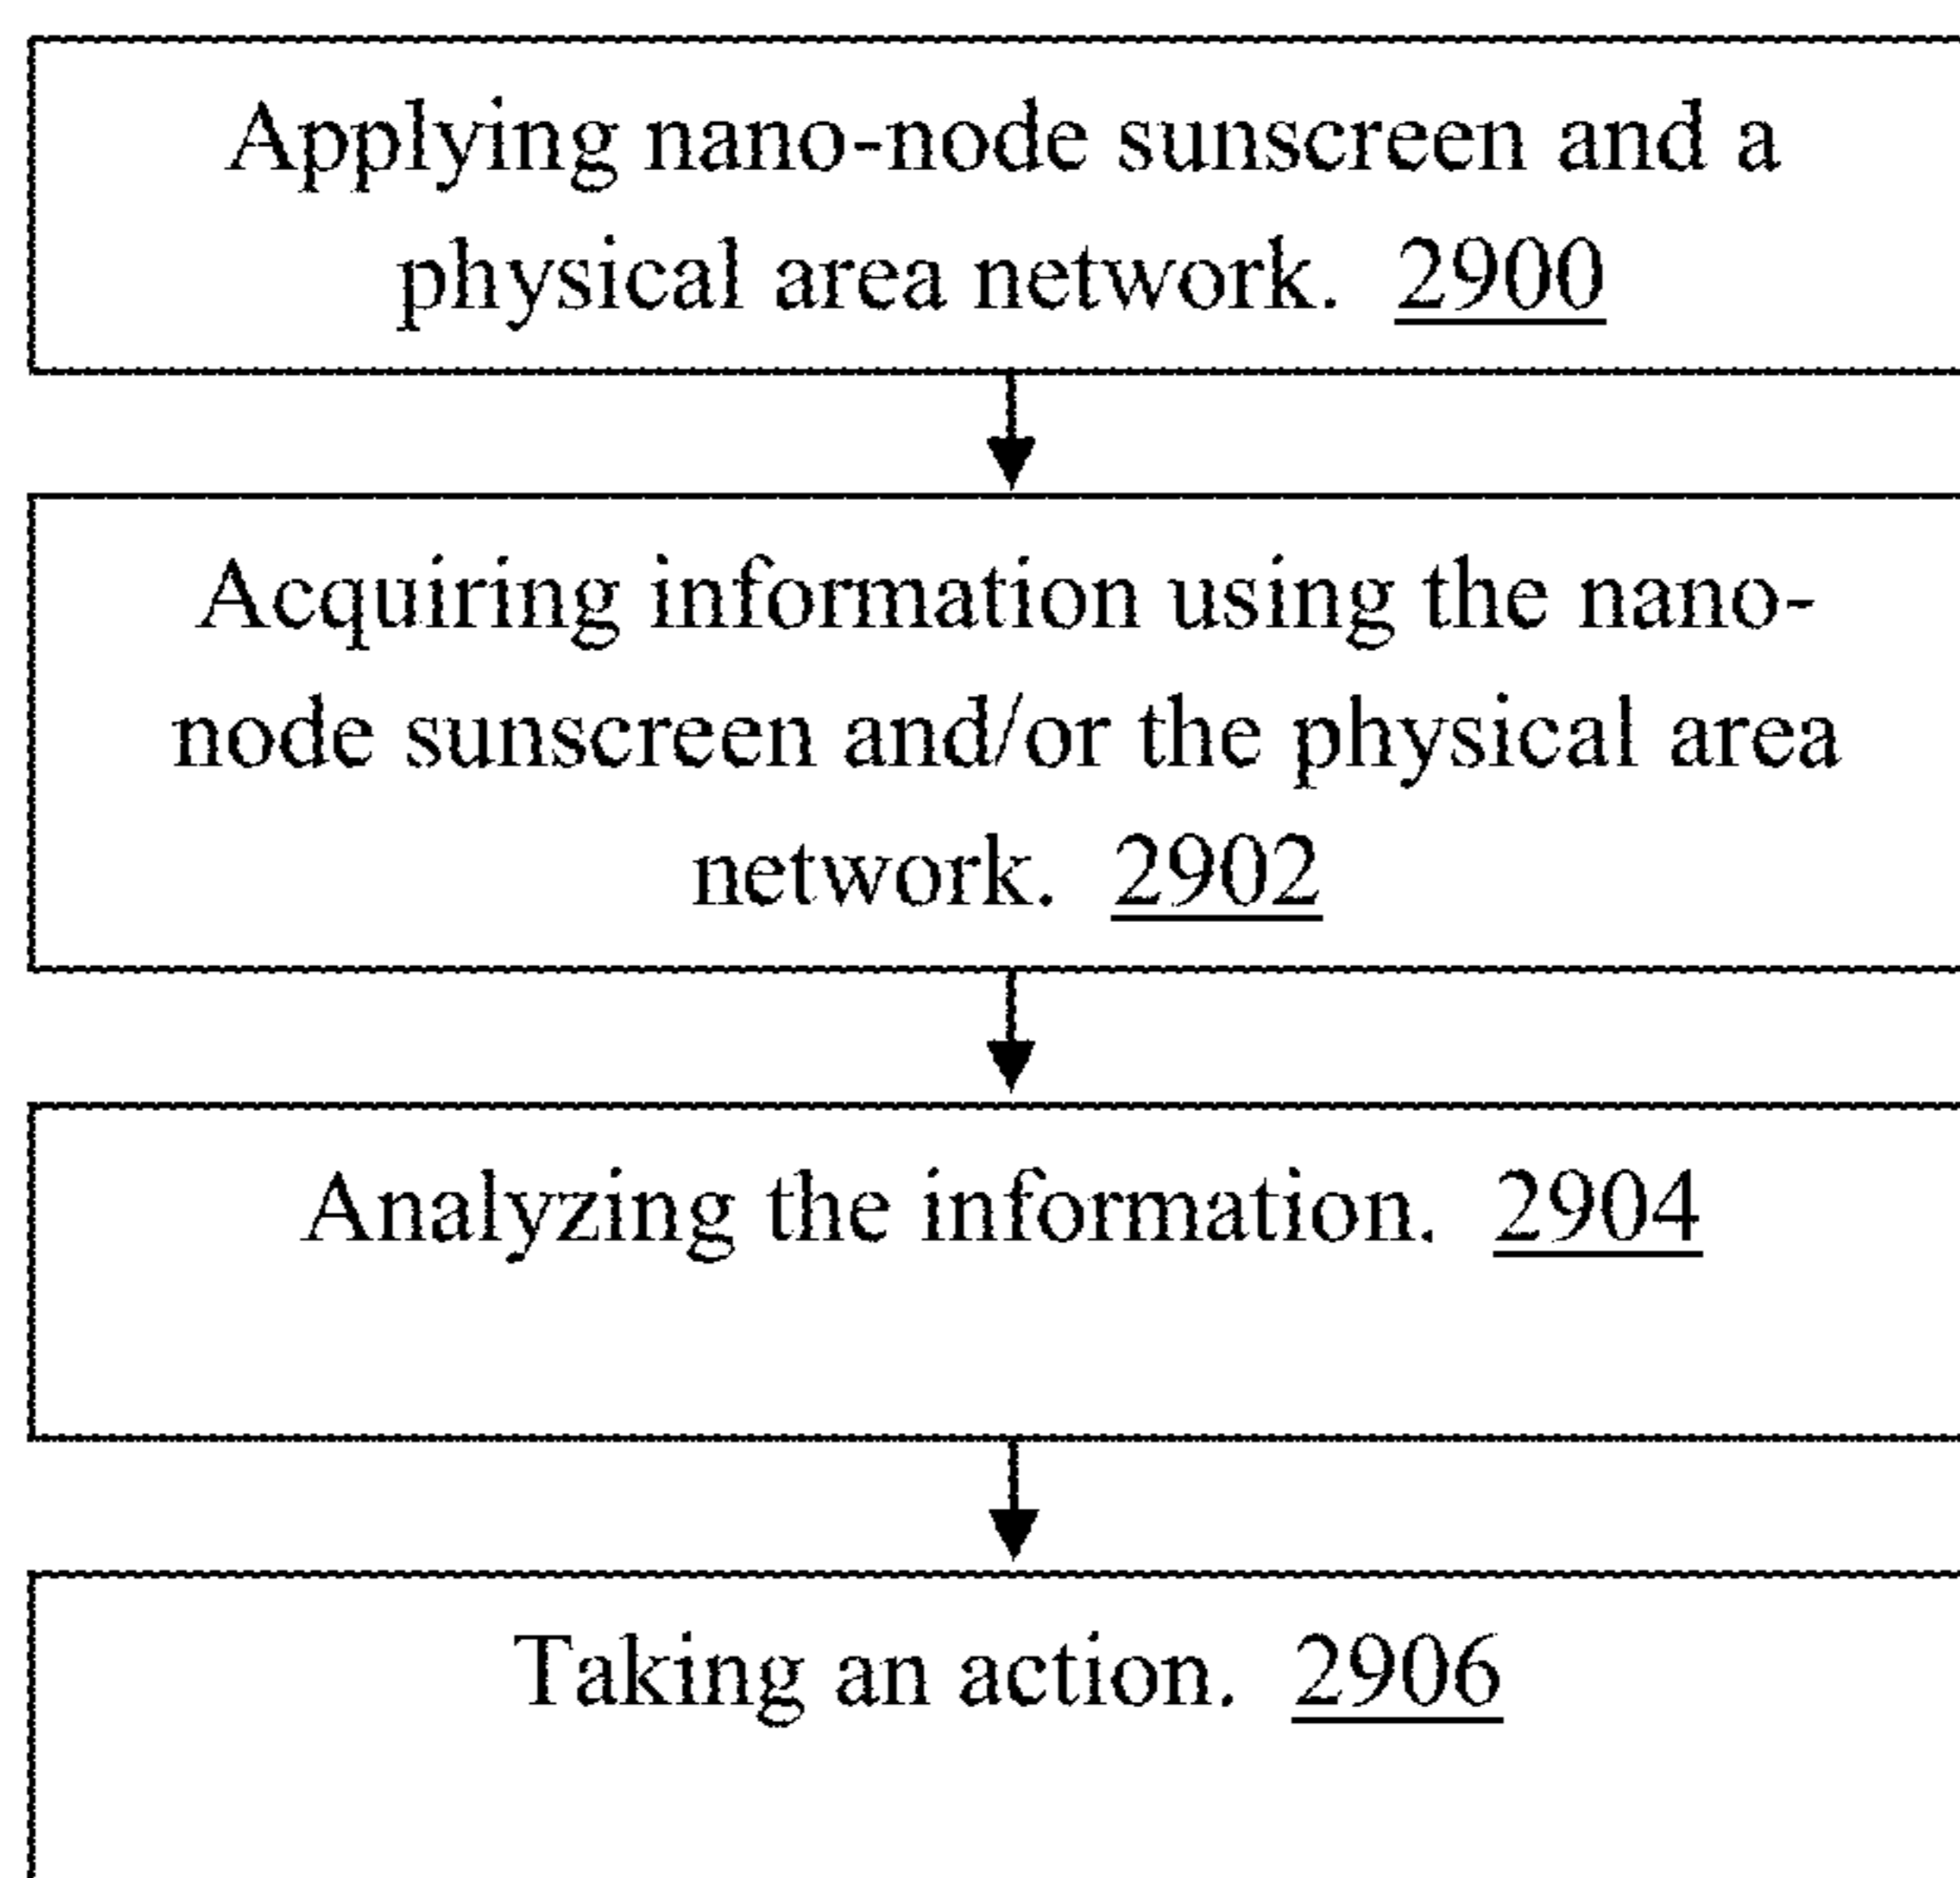 Applying nano-node sunscreen and a
physical area network. 2900
Acquiring information using the nano-
node sunscreen and/or the physical area
network. 2902
Analyzing the information. 2904
Taking an action. 2906